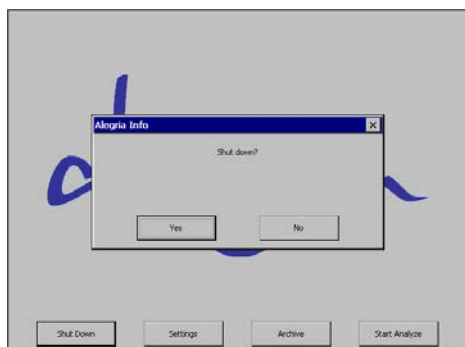 Alegria Info
Shut down?
Yes No
Shut Down Settings Archive Start Analyze